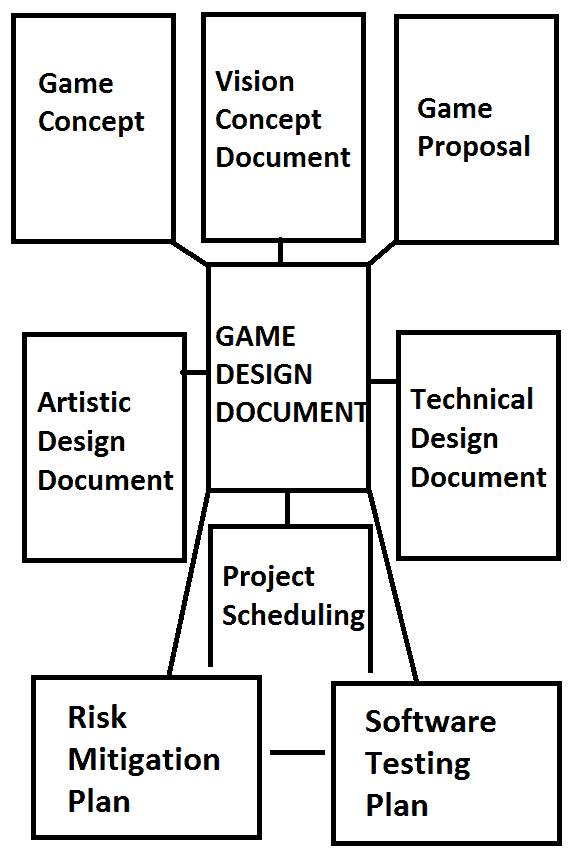 Game
Concept
Vision
Concept
Document
Game
Proposal
GAME
DESIGN
DOCUMENT
Artistic
Design
Document
Technical
Design
Document
Project
Scheduling
Risk
Mitigation
Plan
Software
Testing
Plan